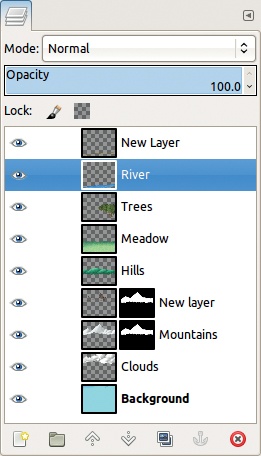 Mode: Normal
Opacity
100.0
Lock:
New Layer
River
Trees
Meadow
Hills
New layer
Mountains
Clouds
Background